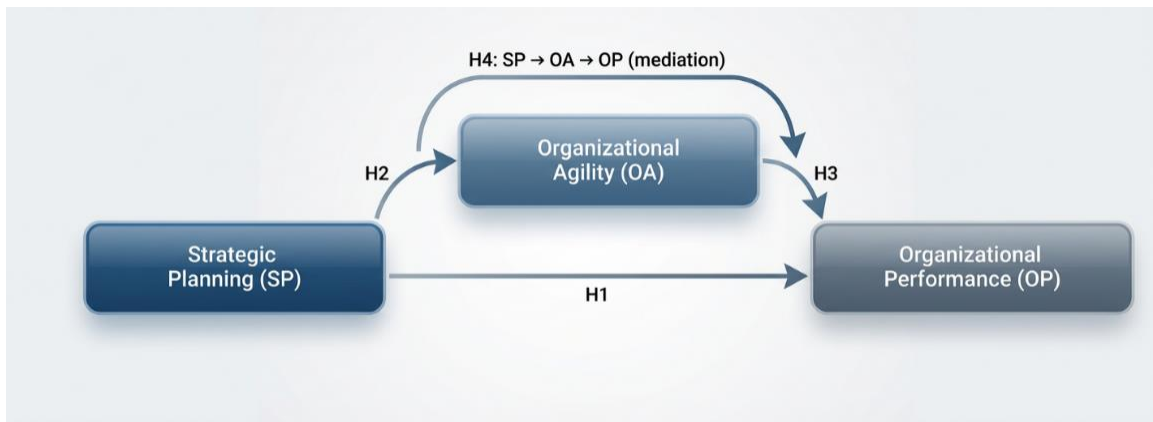 H4: SP → OA → OP (mediation)
Organizational
Agility (OA)
H2
H3
Strategic
Planning (SP)
Organizational
Performance (OP)
H1